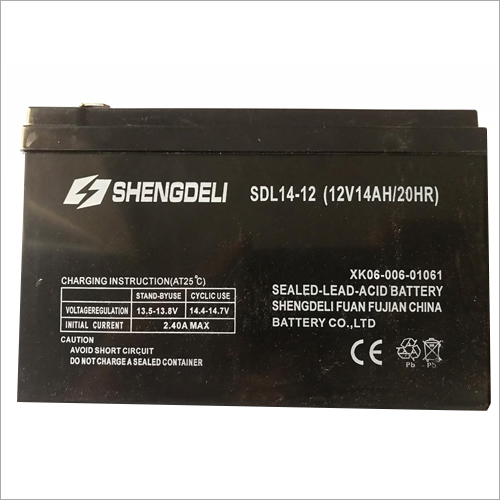 SHENGDELI
SDL14-12 (12V14AH/20HR)
XK06-006-01061
SEALED-LEAD-ACID BATTERY
SHENGDELI FUAN FUJIAN CHINA
BATTERY CO.,LTD
CHARGING INSTRUCTION(AT25℃)
STAND-BYUSE CYCLIC USE
VOLTAGEREGULATION 13.5-13.8V 14.4-14.7V
INITIAL CURRENT 2.40A MAX
CAUTION
AVOID SHORT CIRCUIT
DO NOT CHARGE A SEALED CONTAINER
CE
Pb Pb